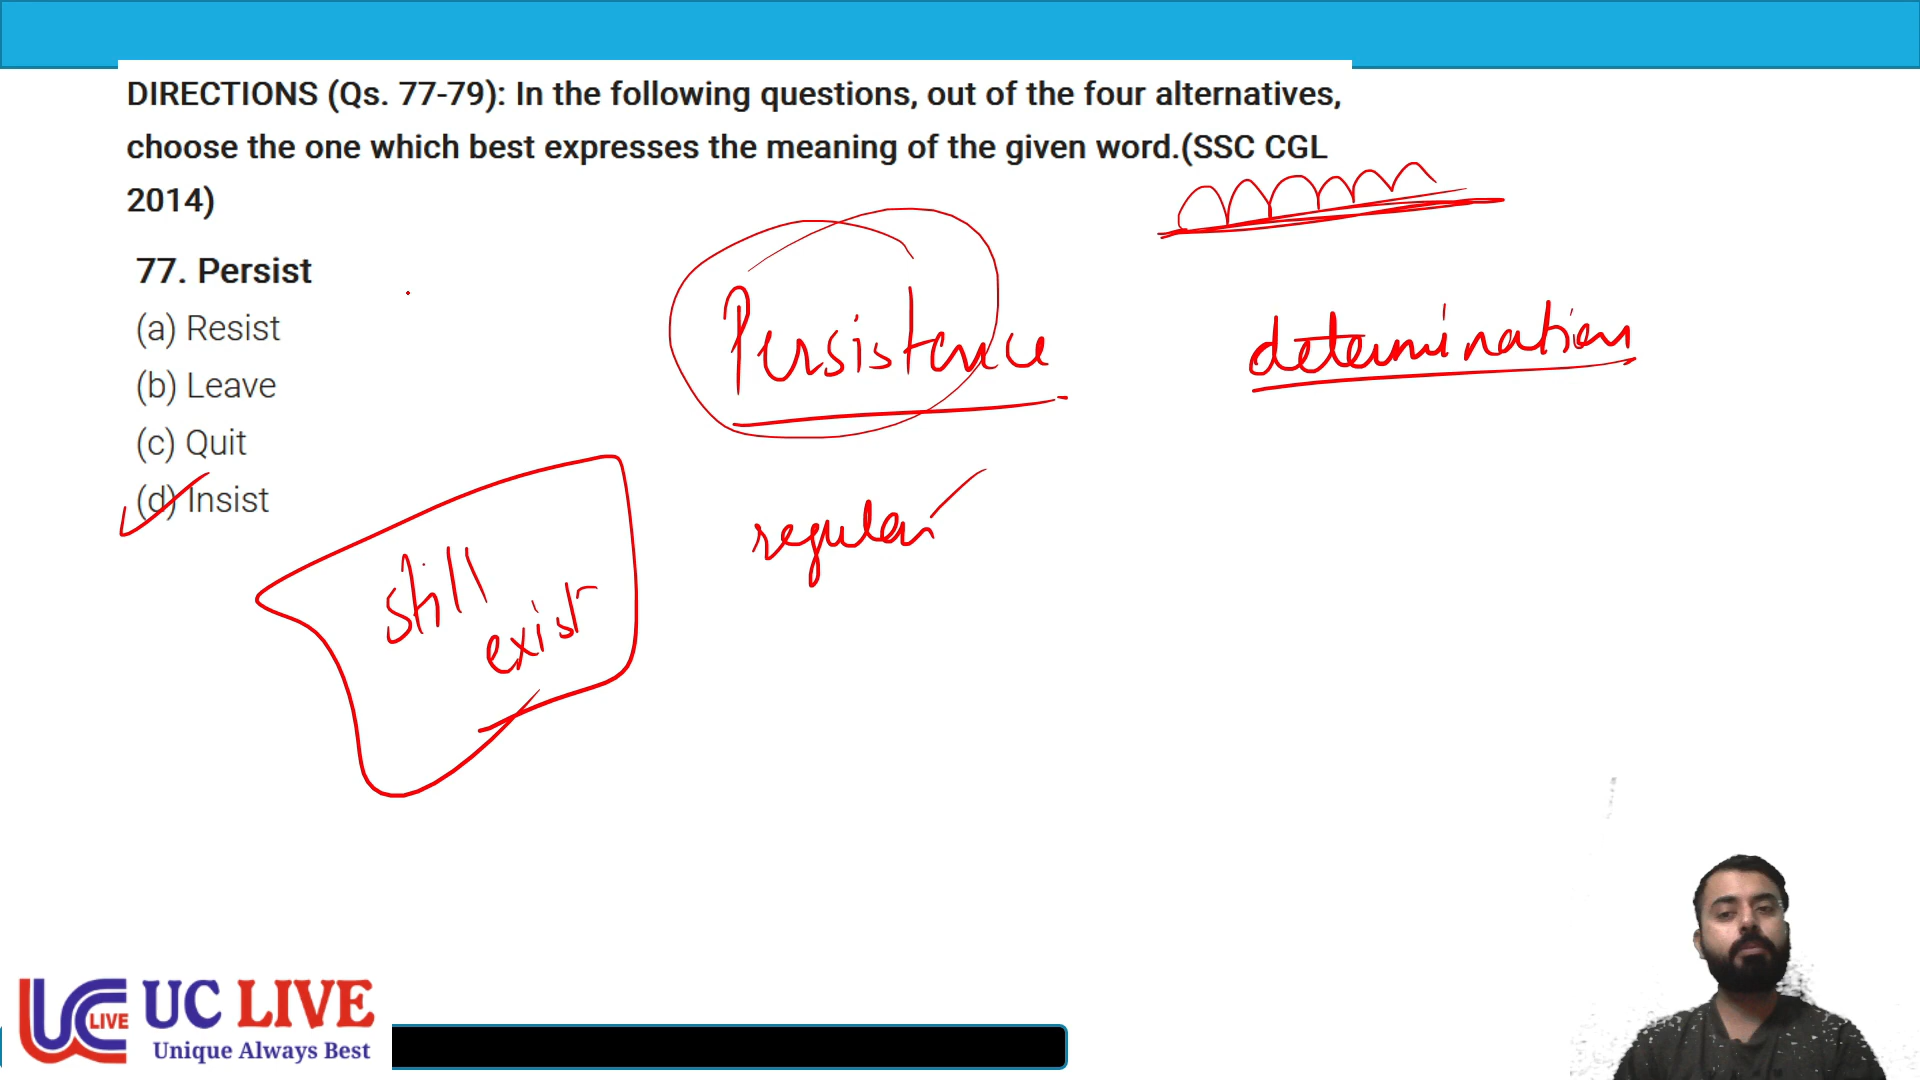 DIRECTIONS (Qs. 77-79): In the following questions, out of the four alternatives,
choose the one which best expresses the meaning of the given word.(SSC CGL
2014)
77. Persist
(a) Resist
(b) Leave
(c) Quit
(d) Insist
Persistence
determination
regular
still
exist
LIVE
UC LIVE
Unique Always Best